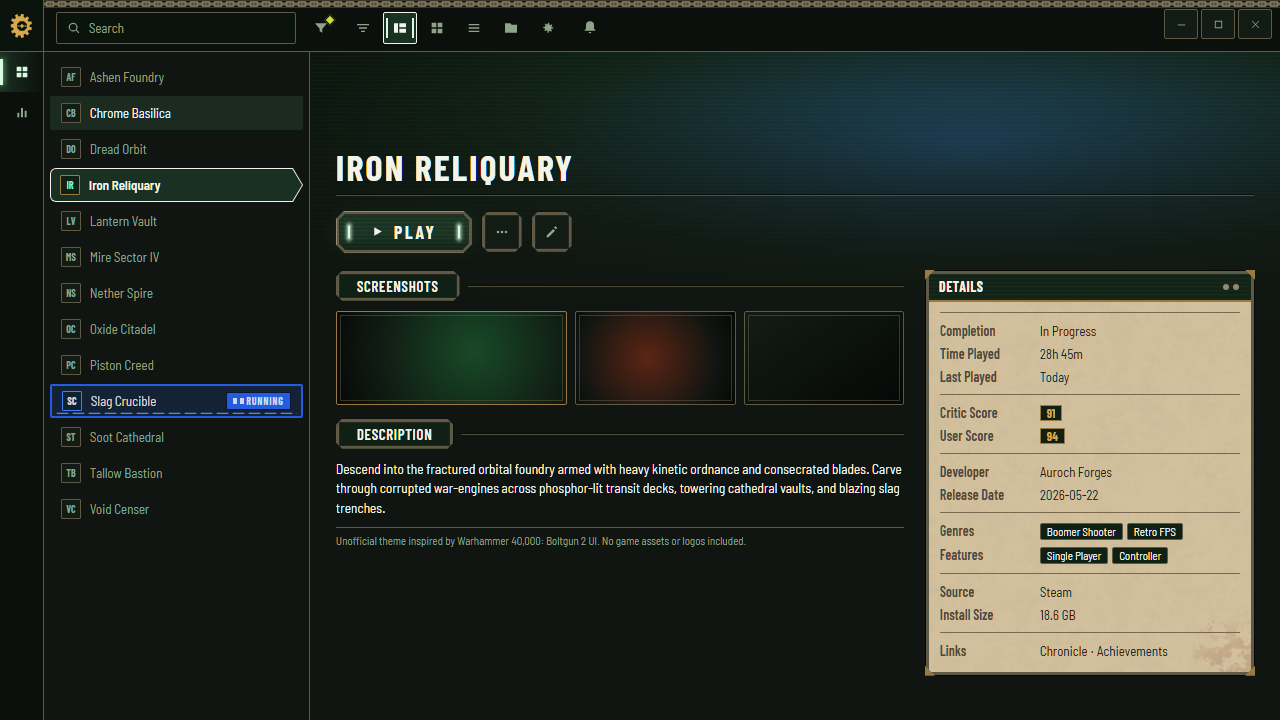 Search
AF Ashen Foundry
CB Chrome Basilica
DO Dread Orbit
IR Iron Reliquary
LV Lantern Vault
MS Mire Sector IV
NS Nether Spire
OC Oxide Citadel
PC Piston Creed
SC Slag Crucible RUNNING
ST Soot Cathedral
TB Tallow Bastion
VC Void Censer
IRON RELIQUARY
PLAY
SCREENSHOTS
DESCRIPTION
Descend into the fractured orbital foundry armed with heavy kinetic ordnance and consecrated blades. Carve
through corrupted war-engines across phosphor-lit transit decks, towering cathedral vaults, and blazing slag
trenches.
Unofficial theme inspired by Warhammer 40,000: Boltgun 2 UI. No game assets or logos included.
DETAILS
Completion In Progress
Time Played 28h 45m
Last Played Today
Critic Score 91
User Score 94
Developer Auroch Forges
Release Date 2026-05-22
Genres Boomer Shooter Retro FPS
Features Single Player Controller
Source Steam
Install Size 18.6 GB
Links Chronicle · Achievements